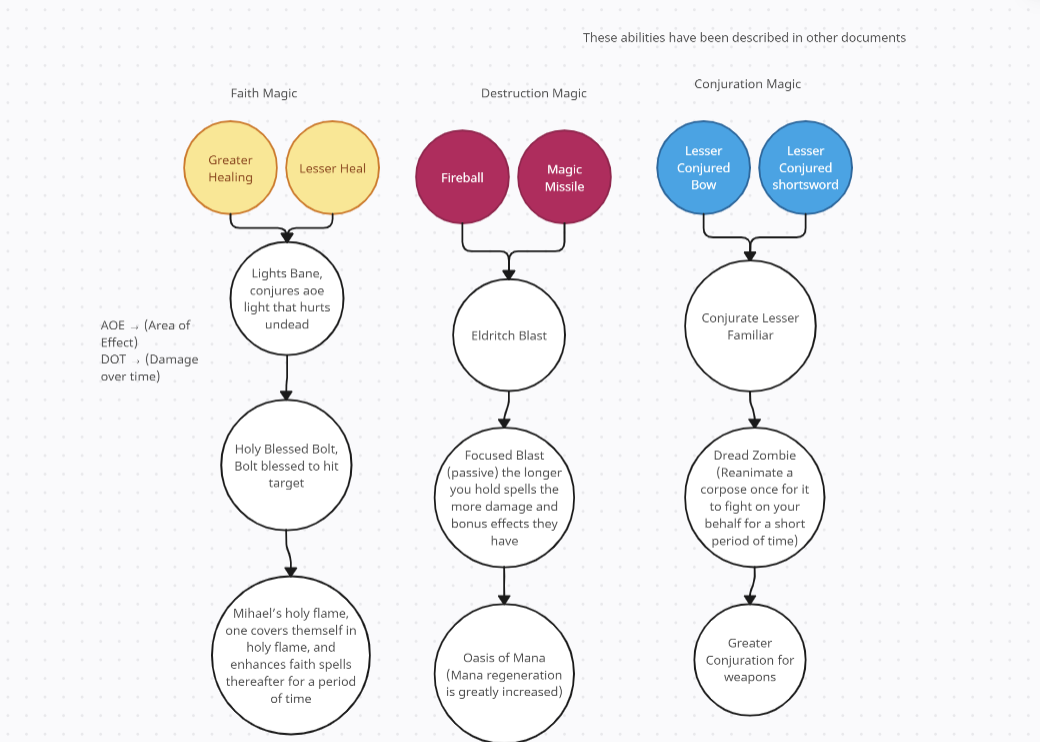 These abilities have been described in other documents
Faith Magic
Destruction Magic
Conjuration Magic
Greater
Healing
Lesser Heal
Fireball
Magic
Missile
Lesser
Conjured
Bow
Lesser
Conjured
shortsword
AOE → (Area of
Effect)
DOT → (Damage
over time)
Lights Bane,
conjures aoe
light that hurts
undead
Holy Blessed Bolt,
Bolt blessed to hit
target
Mihael's holy flame,
one covers themself in
holy flame, and
enhances faith spells
thereafter for a period
of time
Eldritch Blast
Focused Blast
(passive) the longer
you hold spells the
more damage and
bonus effects they
have
Oasis of Mana
(Mana regeneration
is greatly increased)
Conjurate Lesser
Familiar
Dread Zombie
(Reanimate a
corpose once for it
to fight on your
behalf for a short
period of time)
Greater
Conjuration for
weapons